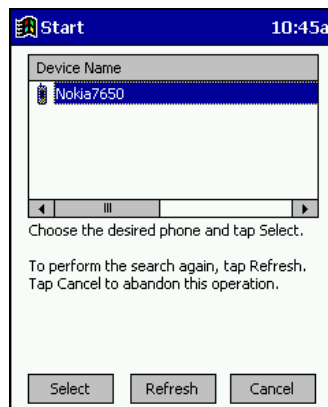 Start 10:45a
Device Name
Nokia7650
Choose the desired phone and tap Select.
To perform the search again, tap Refresh.
Tap Cancel to abandon this operation.
Select Refresh Cancel